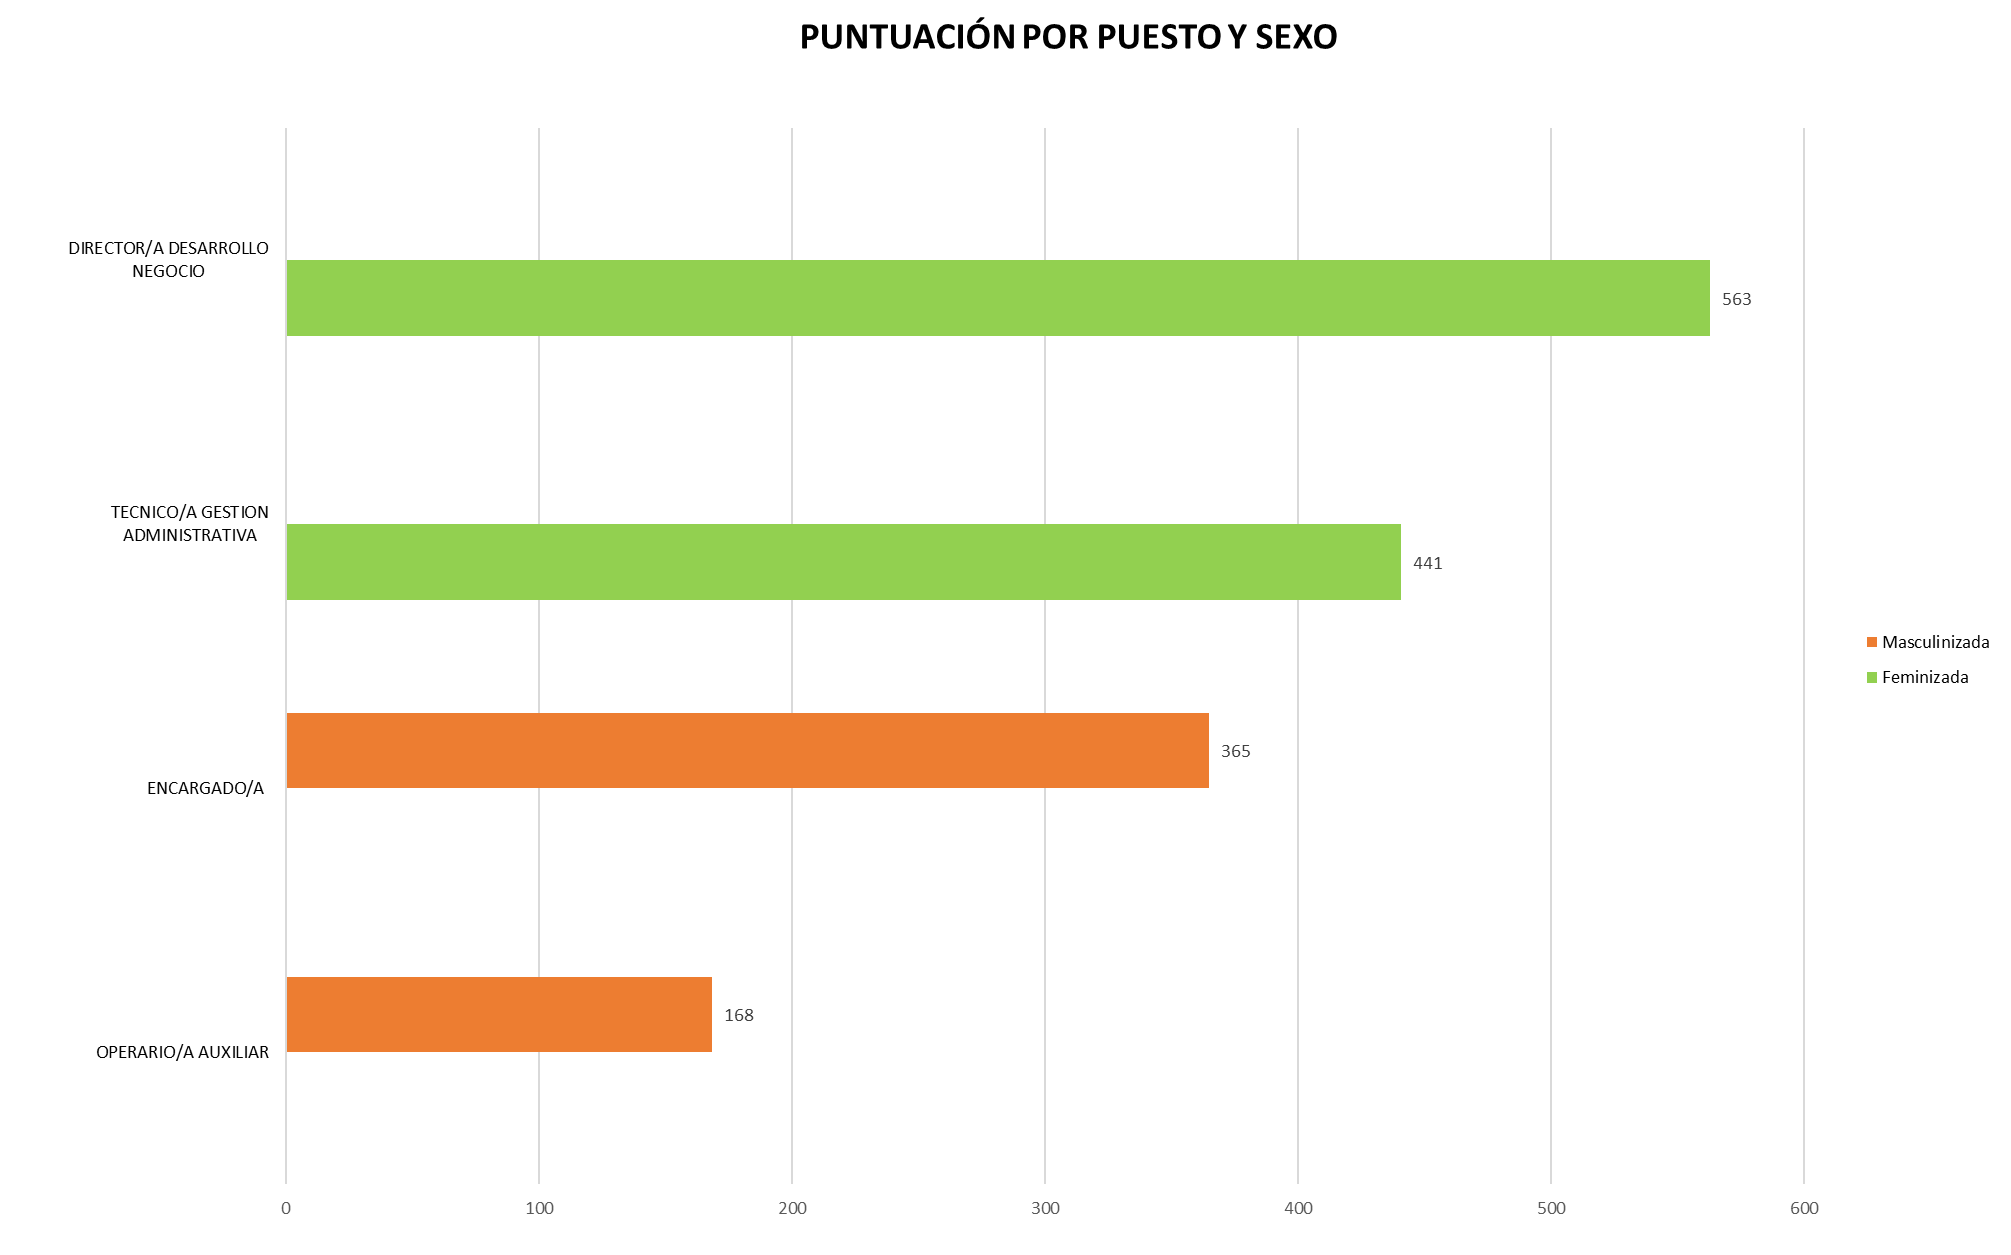 PUNTUACIÓN POR PUESTO Y SEXO
DIRECTOR/A DESARROLLO
NEGOCIO
563
TECNICO/A GESTION
ADMINISTRATIVA
441
Masculinizada
Feminizada
365
ENCARGADO/A
168
OPERARIO/A AUXILIAR
0 100 200 300 400 500 600